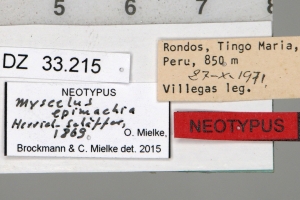 5 6 7 8
DZ 33.215
Rondos, Tingo Maria,
Peru, 850 m
27-XI.1971
Villegas leg.
NEOTYPUS
Myscelus
epimachia
Herrich-Schäffer,
1869
O. Mielke,
Brockmann & C. Mielke det. 2015
NEOTYPUS